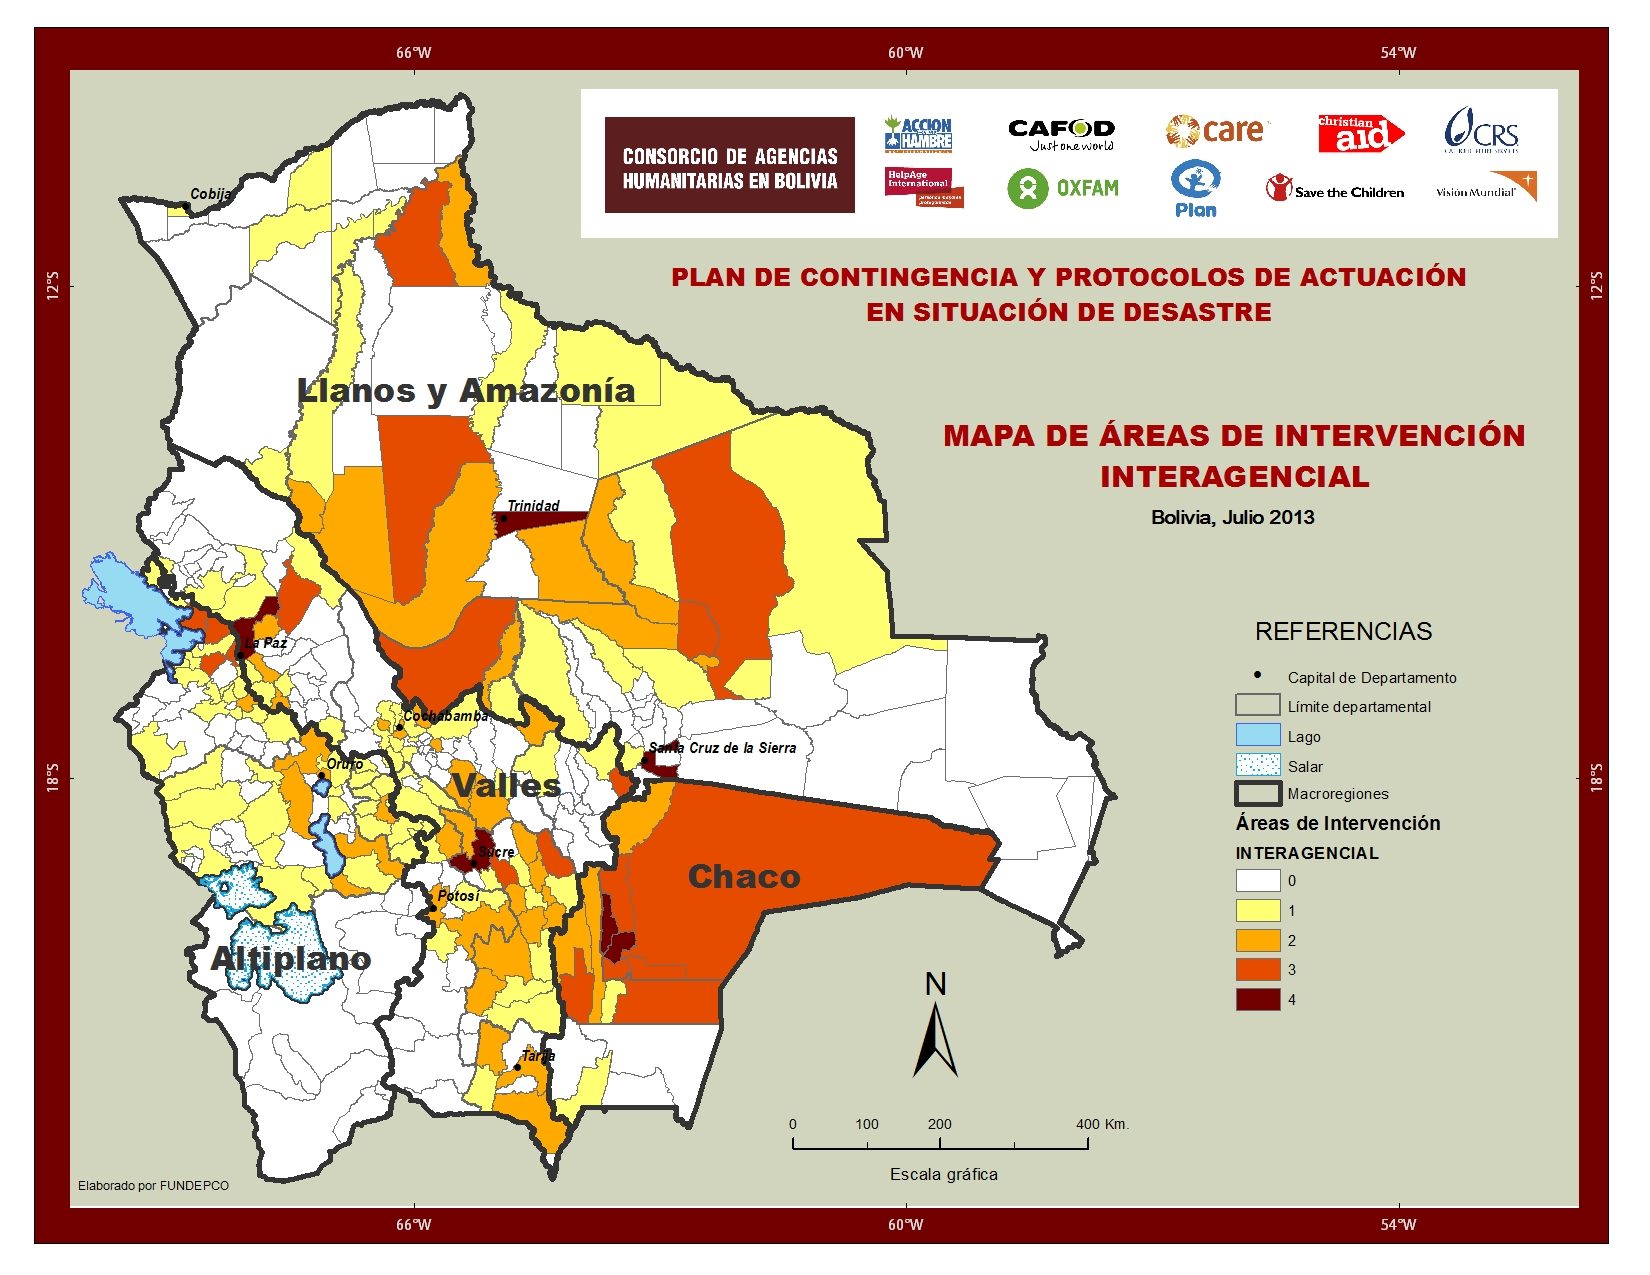 66°W
60°W
54°W
CONSORCIO DE AGENCIAS
HUMANITARIAS EN BOLIVIA
ACCION
HAMBRE
CAFOD
Just one world
care
christian
aid
CRS
HelpAge
International
OXFAM
Plan
Save the Children
Visión Mundial
PLAN DE CONTINGENCIA Y PROTOCOLOS DE ACTUACIÓN
EN SITUACIÓN DE DESASTRE
MAPA DE ÁREAS DE INTERVENCIÓN
INTERAGENCIAL
Bolivia, Julio 2013
12°S
12°S
18°S
18°S
Cobija
Llanos y Amazonía
Trinidad
La Paz
Cochabamba
Santa Cruz de la Sierra
Oruro
Valles
Sucre
Chaco
Potosí
Altiplano
Tarija
REFERENCIAS
Capital de Departamento
Límite departamental
Lago
Salar
Macroregiones
Áreas de Intervención
INTERAGENCIAL
0
1
2
3
4
N
0 100 200 400 Km.
Escala gráfica
Elaborado por FUNDEPCO
66°W
60°W
54°W